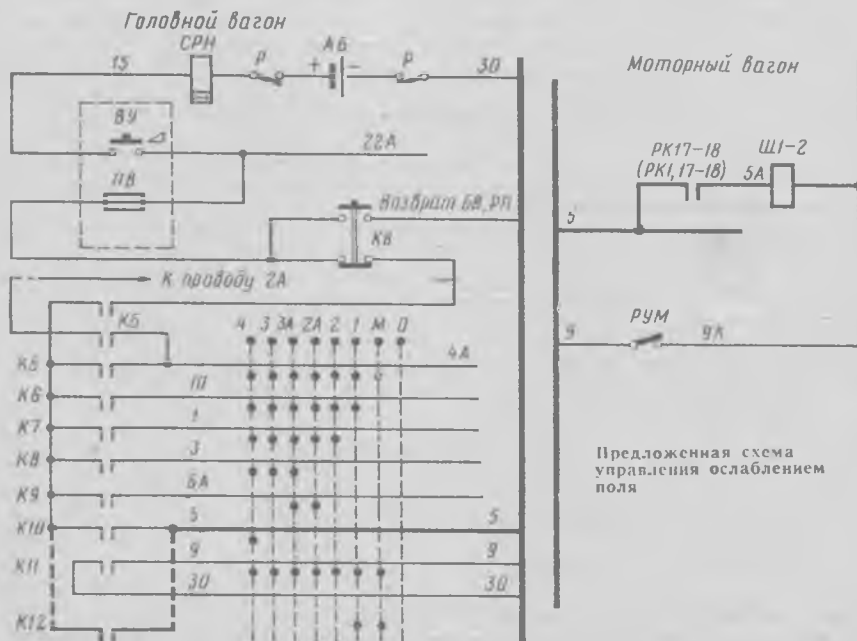 Головной вагон
СРН
АБ
15
Р
+
-
Р
30
Моторный вагон
ВУ
22А
ПВ
РК17-18
(РК1,17-18)
Ш1-2
5А
Возврат БВ, РП
КВ
5
К проводу 2А
К5
4 3 3А 2А 2 1 М 0
РУМ
9
9К
К5
4А
К6
1П
К7
1
К8
3
К9
6А
К10
5
5
К11
9
9
30
30
К12
Предложенная схема
управления ослаблением
поля